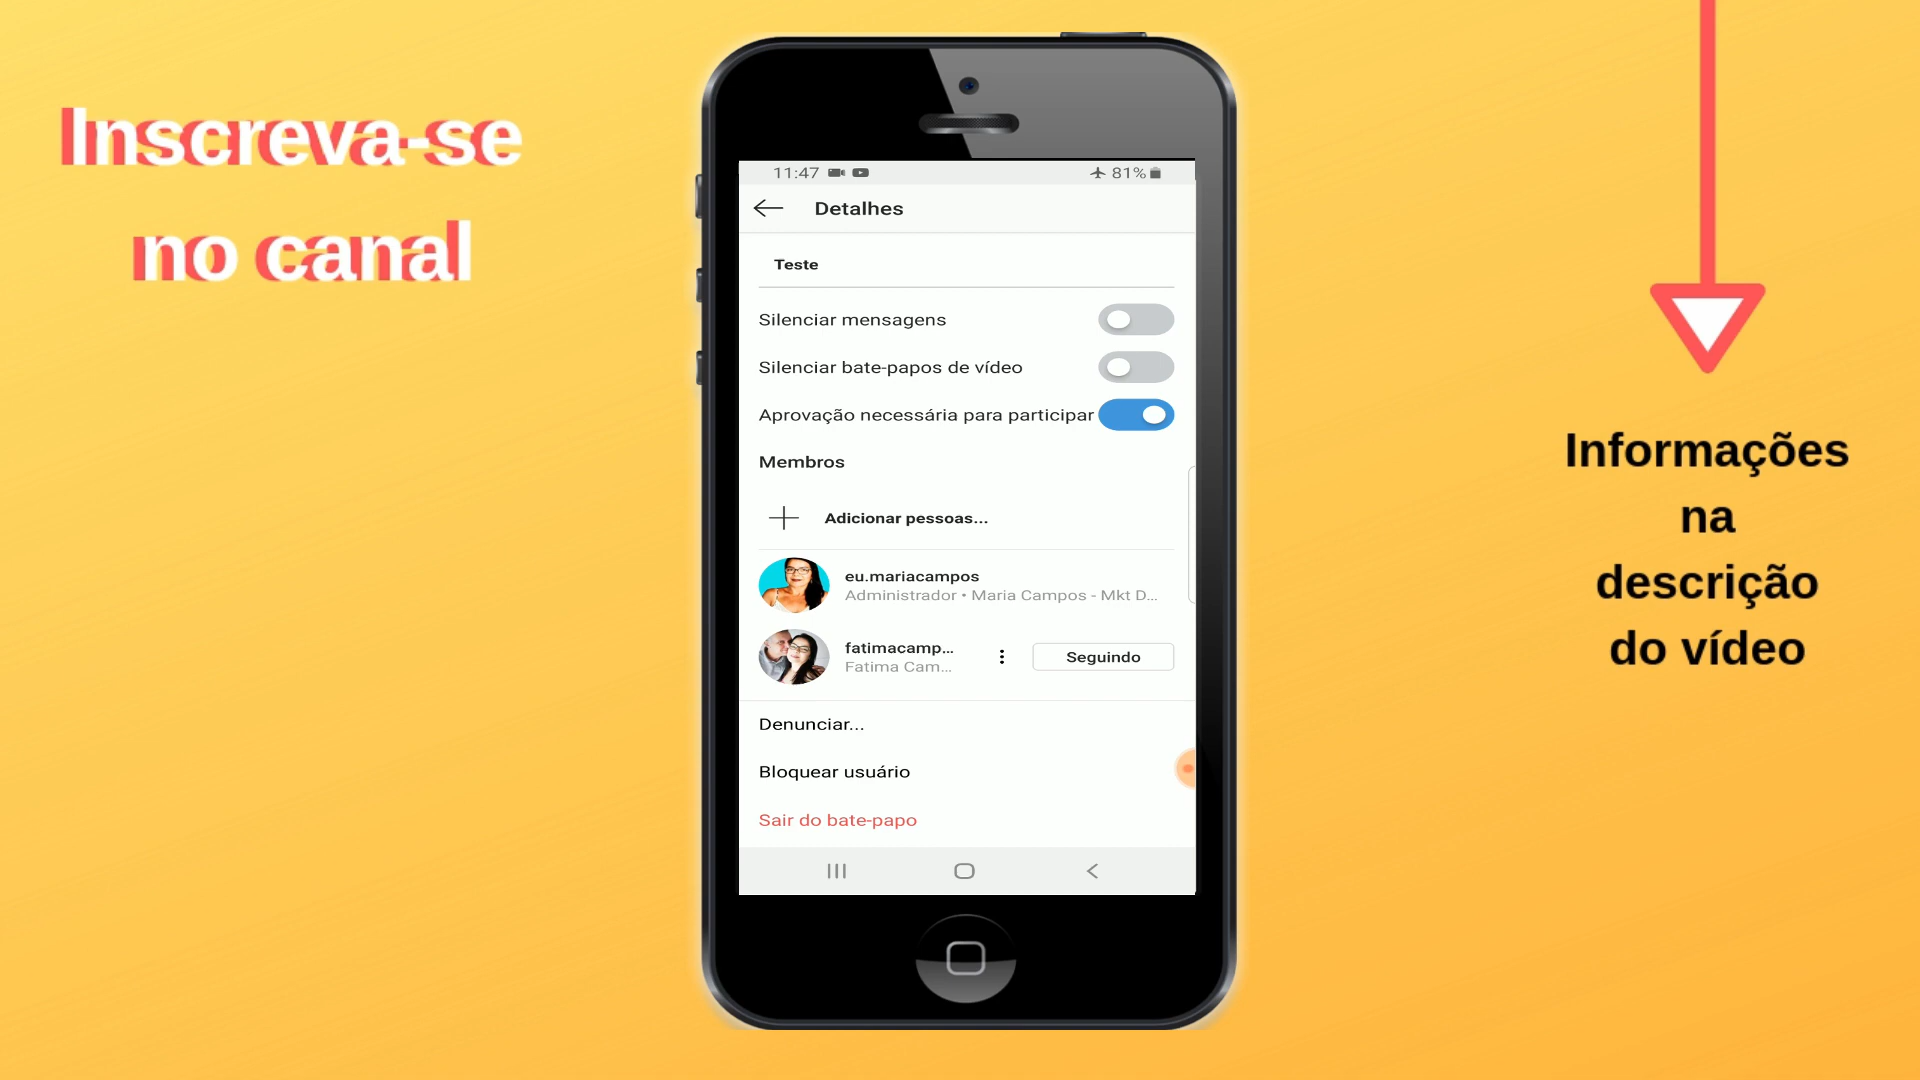 Inscreva-se
no canal
11:47
81%
Detalhes
Teste
Silenciar mensagens
Silenciar bate-papos de vídeo
Aprovação necessária para participar
Membros
Adicionar pessoas...
eu.mariacampos
Administrador • Maria Campos - Mkt D...
fatimacamp...
Fatima Cam...
Seguindo
Denunciar...
Bloquear usuário
Sair do bate-papo
Informações
na
descrição
do vídeo